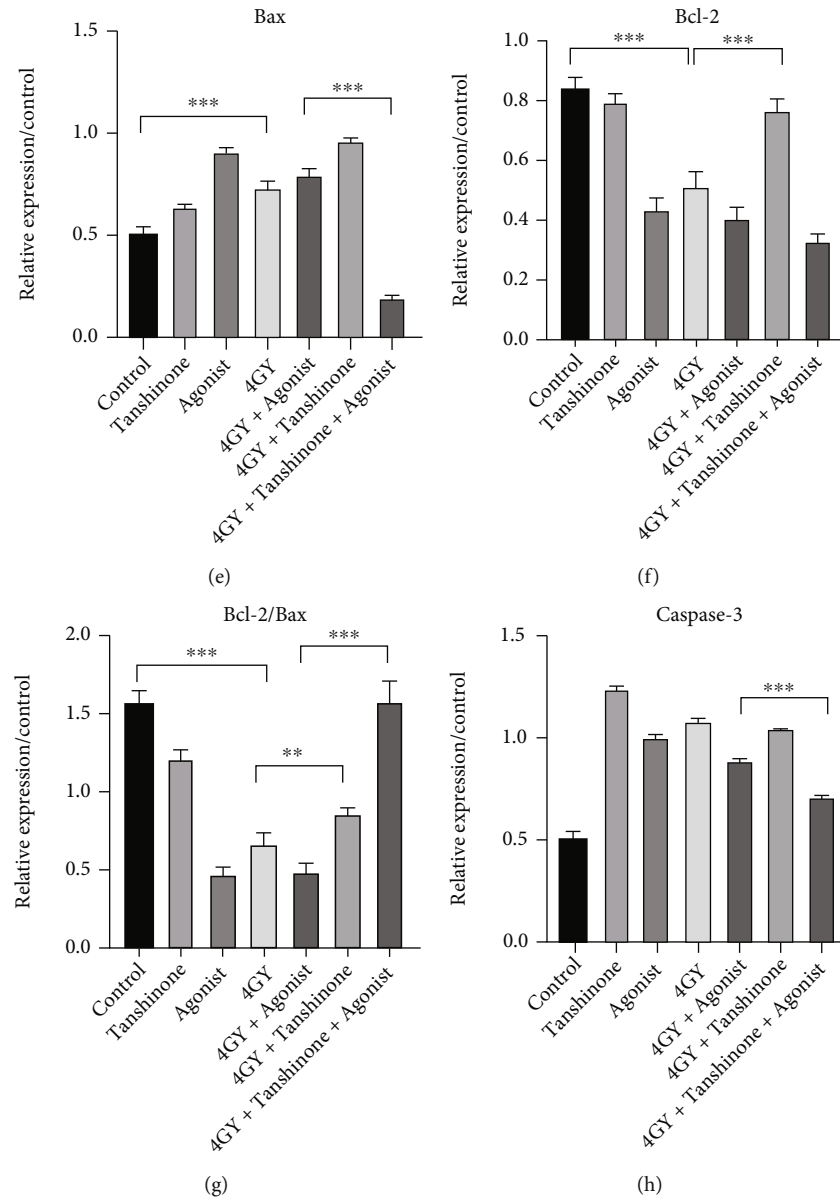 Bax
Relative expression/control
1.5
1.0
0.5
0.0
***
***
Control
Tanshinone
Agonist
4GY
4GY + Agonist
4GY + Tanshinone
4GY + Tanshinone + Agonist
(e)
Bcl-2
Relative expression/control
1.0
0.8
0.6
0.4
0.2
0.0
***
***
Control
Tanshinone
Agonist
4GY
4GY + Agonist
4GY + Tanshinone
4GY + Tanshinone + Agonist
(f)
Bcl-2/Bax
Relative expression/control
2.0
1.5
1.0
0.5
0.0
***
***
**
Control
Tanshinone
Agonist
4GY
4GY + Agonist
4GY + Tanshinone
4GY + Tanshinone + Agonist
(g)
Caspase-3
Relative expression/control
1.5
1.0
0.5
0.0
***
Control
Tanshinone
Agonist
4GY
4GY + Agonist
4GY + Tanshinone
4GY + Tanshinone + Agonist
(h)